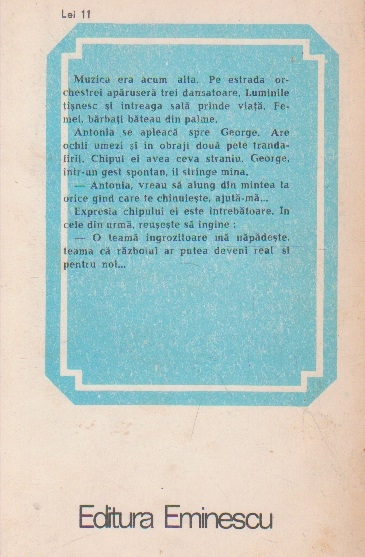 Lei 11
Muzica era acum alta. Pe estrada or-
chestrei apăruseră trei dansatoare. Luminile
țîșnesc și întreaga sală prinde viață. Fe-
mei, bărbați băteau din palme.
Antonia se apleacă spre George. Are
ochii umezi și în obraji două pete tranda-
firii. Chipul ei avea ceva straniu. George,
într-un gest spontan, îi strînge mîna.
— Antonia, vreau să alung din mintea ta
orice gînd care te chinuiește, ajută-mă...
Expresia chipului ei este întrebătoare. În
cele din urmă, reușește să îngîne :
— O teamă îngrozitoare mă năpădește,
teama că războiul ar putea deveni real și
pentru noi...
Editura Eminescu